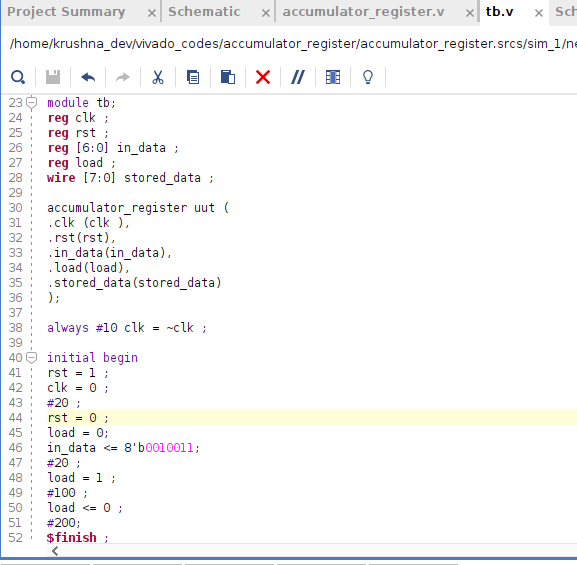 Project Summary × Schematic × accumulator_register.v × tb.v × Sch
/home/krushna_dev/vivado_codes/accumulator_register/accumulator_register.srcs/sim_1/ne
23 module tb;
24 reg clk ;
25 reg rst ;
26 reg [6:0] in_data ;
27 reg load ;
28 wire [7:0] stored_data ;
29
30 accumulator_register uut (
31 .clk (clk ),
32 .rst(rst),
33 .in_data(in_data),
34 .load(load),
35 .stored_data(stored_data)
36 );
37
38 always #10 clk = ~clk ;
39
40 initial begin
41 rst = 1 ;
42 clk = 0 ;
43 #20 ;
44 rst = 0 ;
45 load = 0;
46 in_data <= 8'b0010011;
47 #20 ;
48 load = 1 ;
49 #100 ;
50 load <= 0 ;
51 #200;
52 $finish ;